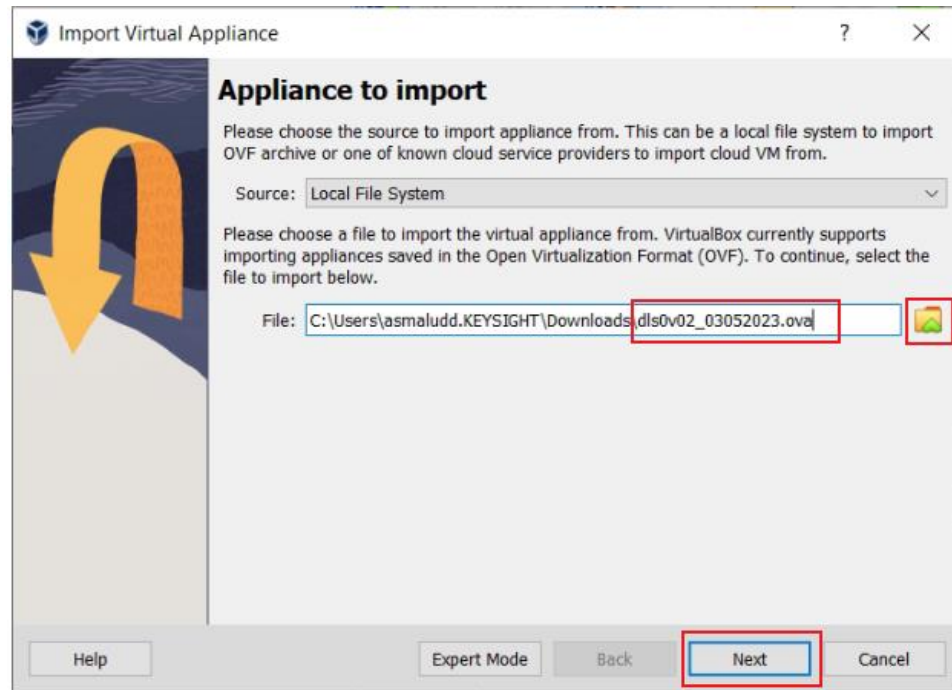 Import Virtual Appliance
?
Appliance to import
Please choose the source to import appliance from. This can be a local file system to import
OVF archive or one of known cloud service providers to import cloud VM from.
Source: Local File System
Please choose a file to import the virtual appliance from. VirtualBox currently supports
importing appliances saved in the Open Virtualization Format (OVF). To continue, select the
file to import below.
File: C:\Users\asmaludd.KEYSIGHT\Downloads\dls0v02_03052023.ova
Help Expert Mode Back Next Cancel